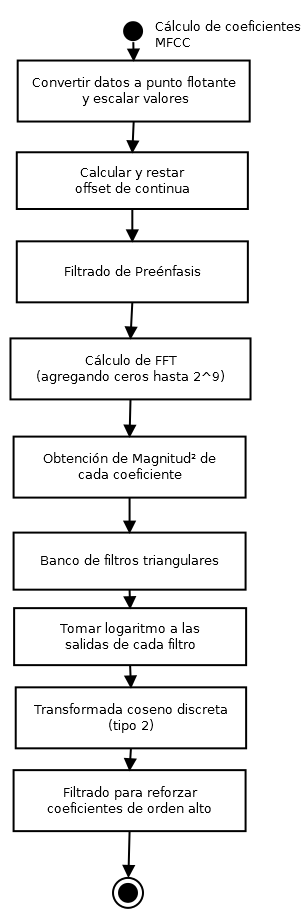 Cálculo de coeficientes
MFCC
Convertir datos a punto flotante
y escalar valores
Calcular y restar
offset de continua
Filtrado de Preénfasis
Cálculo de FFT
(agregando ceros hasta 2^9)
Obtención de Magnitud² de
cada coeficiente
Banco de filtros triangulares
Tomar logaritmo a las
salidas de cada filtro
Transformada coseno discreta
(tipo 2)
Filtrado para reforzar
coeficientes de orden alto